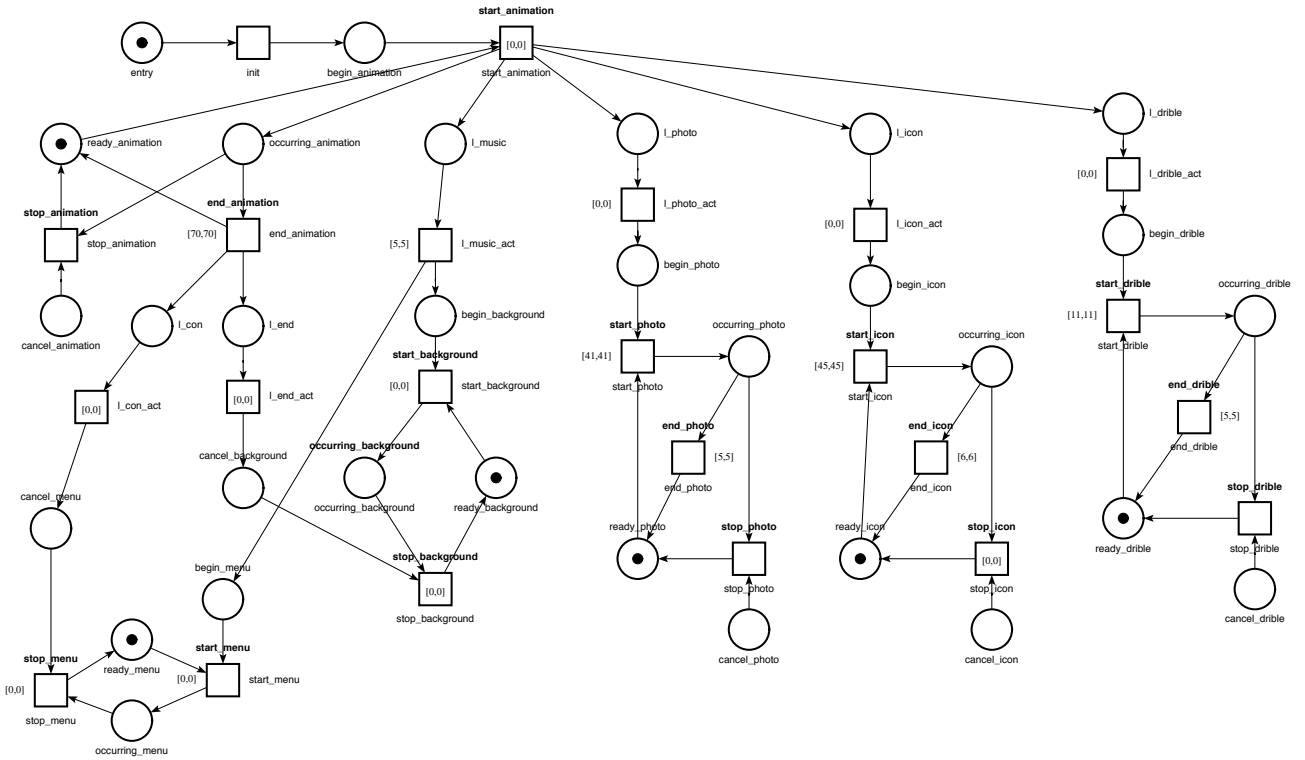 start_animation
[0,0]
entry
init
begin_animation
start_animation
ready_animation
occurring_animation
l_music
l_photo
l_icon
l_drible
[0,0]
l_drible_act
end_animation
stop_animation
[70,70]
end_animation
stop_animation
[5,5]
l_music_act
[0,0]
l_photo_act
[0,0]
l_icon_act
begin_drible
begin_photo
begin_icon
start_drible
occurring_drible
[11,11]
start_drible
cancel_animation
l_con
l_end
begin_background
start_photo
occurring_photo
start_icon
occurring_icon
start_background
[41,41]
start_photo
[45,45]
start_icon
[0,0]
start_background
end_drible
[5,5]
end_drible
[0,0]
l_con_act
[0,0]
l_end_act
end_photo
[5,5]
end_photo
end_icon
[6,6]
end_icon
occurring_background
cancel_background
occurring_background
ready_background
cancel_menu
ready_photo
stop_photo
ready_icon
stop_icon
[0,0]
stop_drible
ready_drible
stop_drible
stop_background
[0,0]
stop_background
begin_menu
stop_photo
stop_icon
cancel_drible
cancel_photo
cancel_icon
start_menu
stop_menu
ready_menu
[0,0]
start_menu
[0,0]
stop_menu
occurring_menu